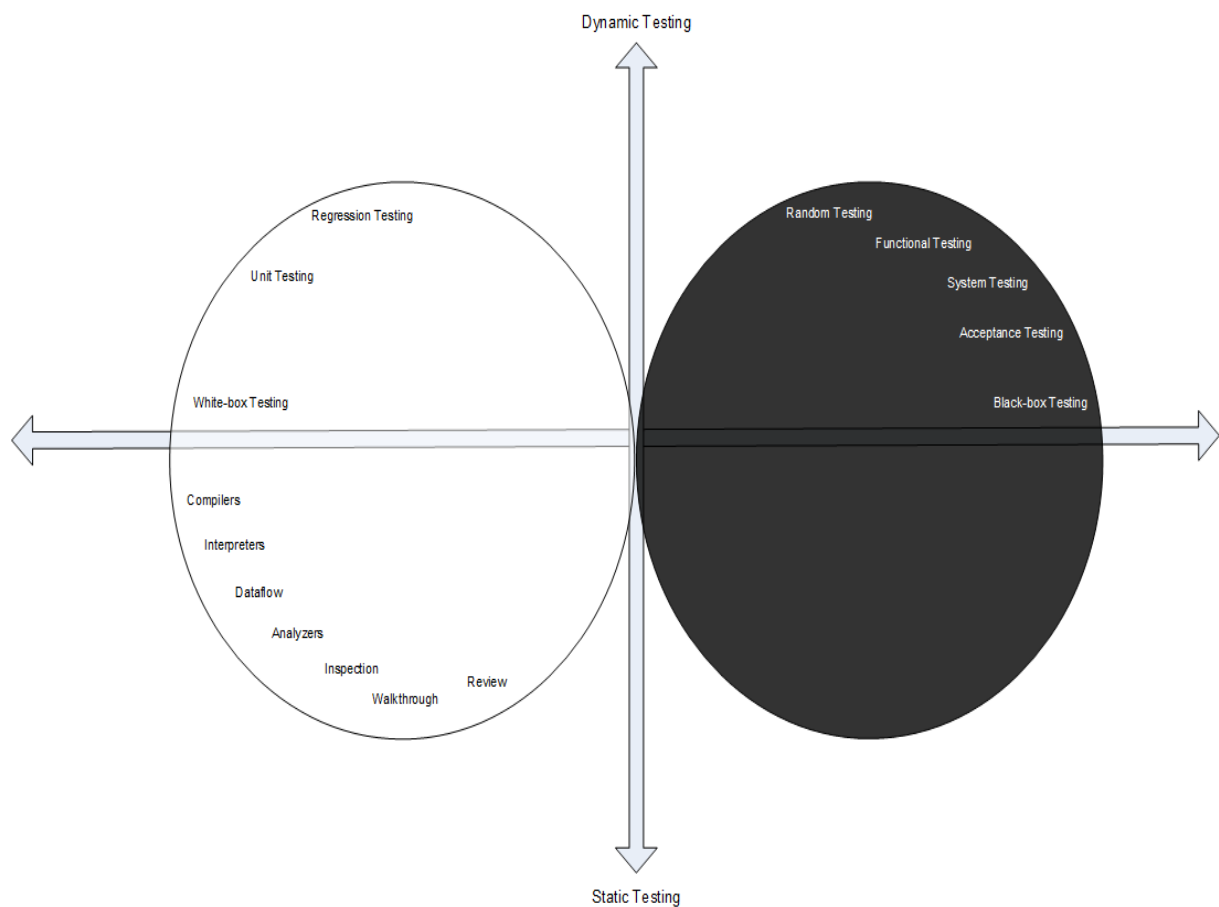 Dynamic Testing
Regression Testing
Unit Testing
White-box Testing
Compilers
Interpreters
Dataflow
Analyzers
Inspection
Walkthrough
Review
Random Testing
Functional Testing
System Testing
Acceptance Testing
Black-box Testing
Static Testing